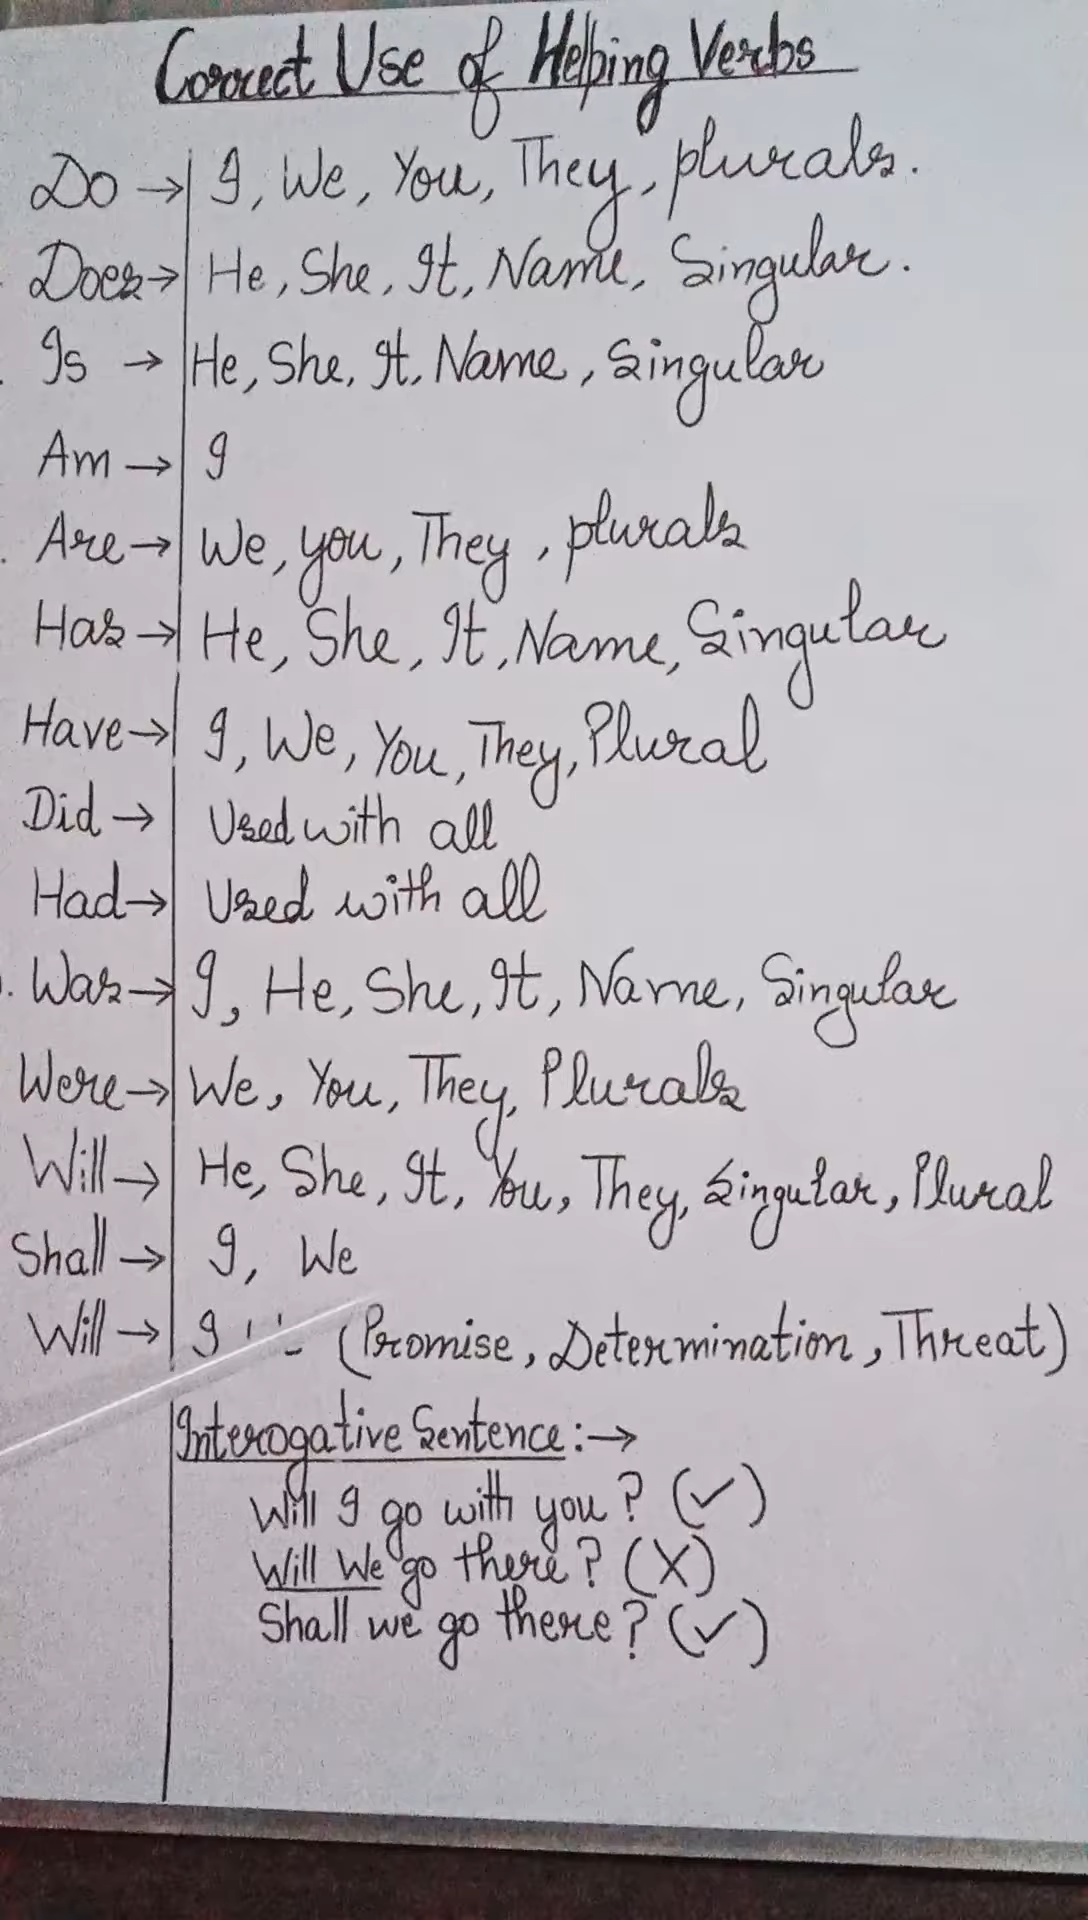 Correct Use of Helping Verbs
Do → I, We, You, They, plurals.
Does → He, She, It, Name, Singular.
Is → He, She, It, Name, Singular
Am → I
Are → We, you, They, plurals
Has → He, She, It, Name, Singular
Have → I, We, You, They, Plural
Did → Used with all
Had → Used with all
Was → I, He, She, It, Name, Singular
Were → We, You, They, Plurals
Will → He, She, It, You, They, Singular, Plural
Shall → I, We
Will → I (Promise, Determination, Threat)
Interogative Sentence :→
Will I go with you? (✓)
Will We go there? (X)
Shall we go there? (✓)